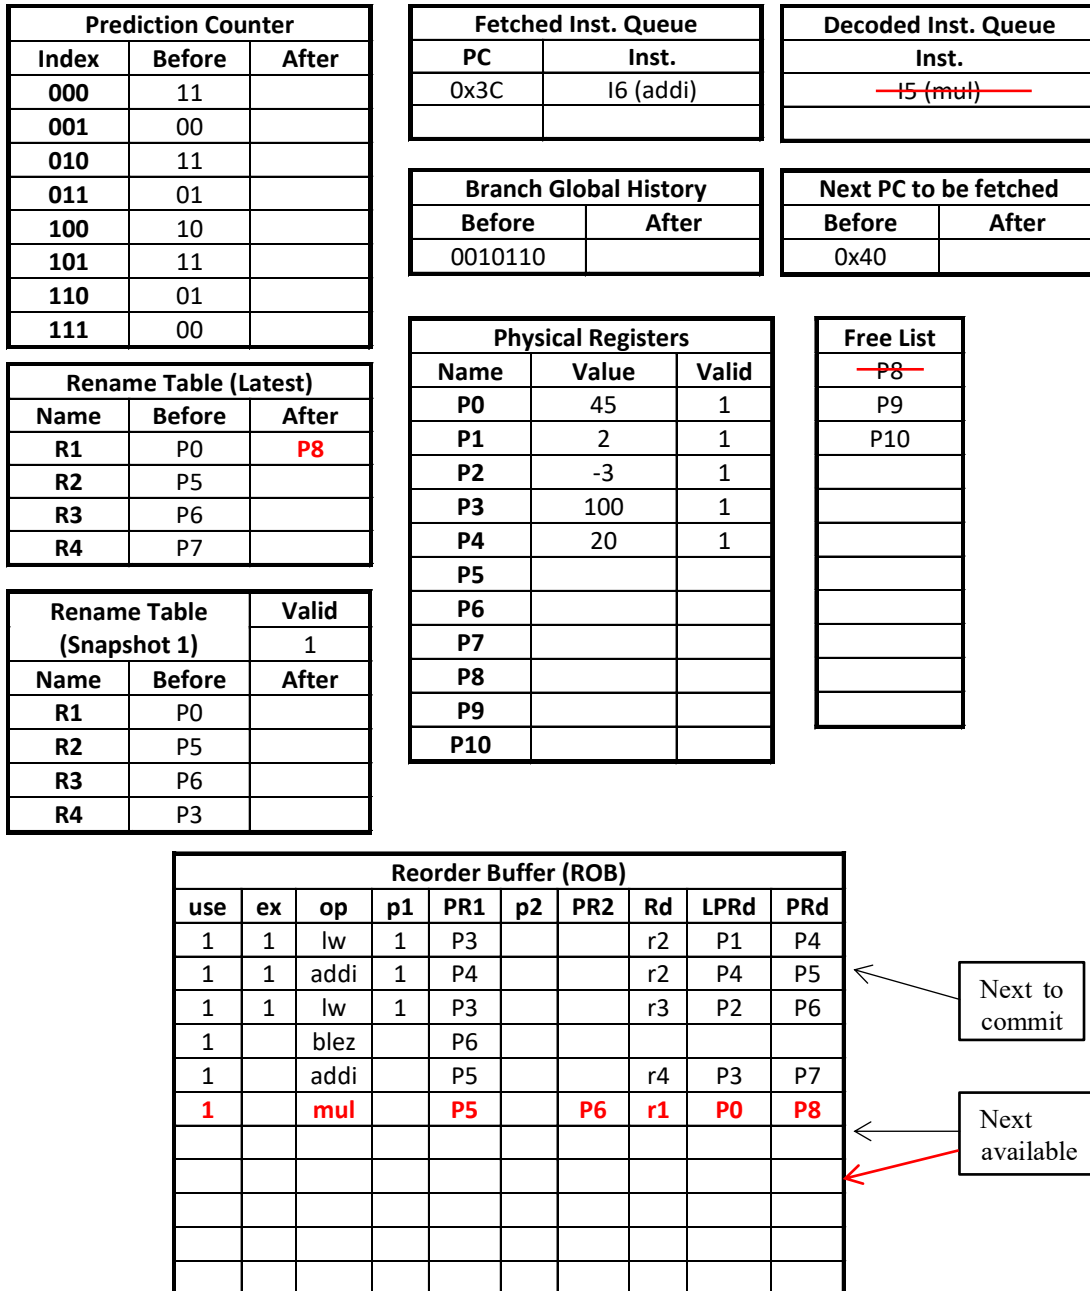 Prediction Counter
Index Before After
000 11
001 00
010 11
011 01
100 10
101 11
110 01
111 00
Fetched Inst. Queue
PC Inst.
0x3C I6 (addi)
Decoded Inst. Queue
Inst.
I5 (mul)
Branch Global History
Before After
0010110
Next PC to be fetched
Before After
0x40
Rename Table (Latest)
Name Before After
R1 P0 P8
R2 P5
R3 P6
R4 P7
Rename Table Valid
(Snapshot 1) 1
Name Before After
R1 P0
R2 P5
R3 P6
R4 P3
Physical Registers
Name Value Valid
P0 45 1
P1 2 1
P2 -3 1
P3 100 1
P4 20 1
P5
P6
P7
P8
P9
P10
Free List
P8
P9
P10
Reorder Buffer (ROB)
use ex op p1 PR1 p2 PR2 Rd LPRd PRd
1 1 lw 1 P3 r2 P1 P4
1 1 addi 1 P4 r2 P4 P5
1 1 lw 1 P3 r3 P2 P6
1 blez P6
1 addi P5 r4 P3 P7
1 mul P5 P6 r1 P0 P8
Next to
commit
Next
available